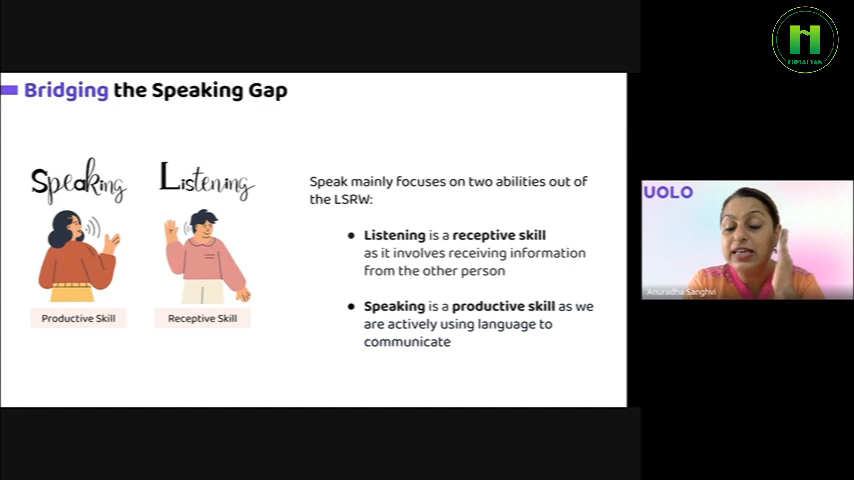 Bridging the Speaking Gap
Speaking
Listening
Productive Skill
Receptive Skill
Speak mainly focuses on two abilities out of
the LSRW:
● Listening is a receptive skill
as it involves receiving information
from the other person
● Speaking is a productive skill as we
are actively using language to
communicate
UOLO
Anuradha Sanghvi